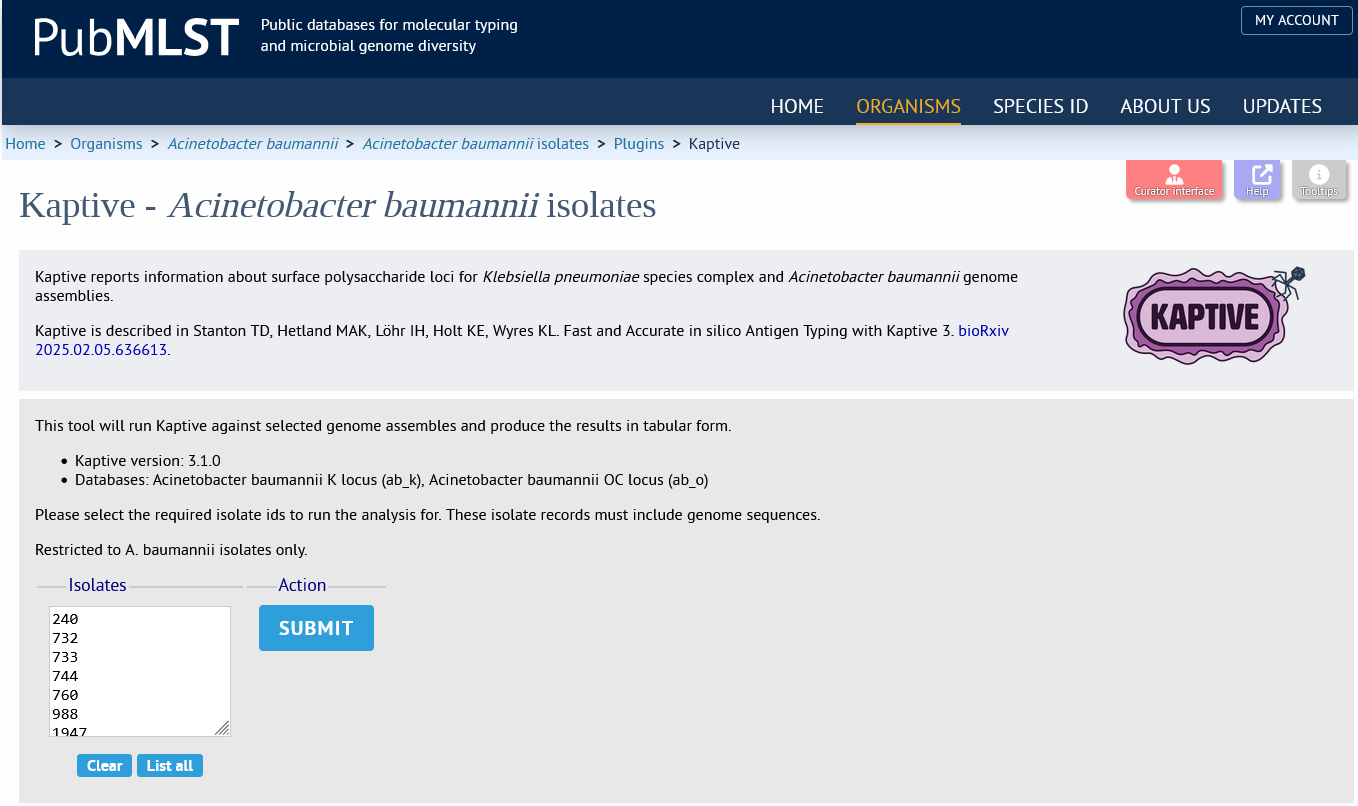 PubMLST
Public databases for molecular typing
and microbial genome diversity
MY ACCOUNT
HOME ORGANISMS SPECIES ID ABOUT US UPDATES
Home > Organisms > Acinetobacter baumannii > Acinetobacter baumannii isolates > Plugins > Kaptive
Curator interface Help Tooltips
Kaptive - Acinetobacter baumannii isolates
Kaptive reports information about surface polysaccharide loci for Klebsiella pneumoniae species complex and Acinetobacter baumannii genome
assemblies.
Kaptive is described in Stanton TD, Hetland MAK, Löhr IH, Holt KE, Wyres KL. Fast and Accurate in silico Antigen Typing with Kaptive 3. bioRxiv
2025.02.05.636613.
KAPTIVE
This tool will run Kaptive against selected genome assembles and produce the results in tabular form.
• Kaptive version: 3.1.0
• Databases: Acinetobacter baumannii K locus (ab_k), Acinetobacter baumannii OC locus (ab_o)
Please select the required isolate ids to run the analysis for. These isolate records must include genome sequences.
Restricted to A. baumannii isolates only.
Isolates
240
732
733
744
760
988
1947
Clear List all
Action
SUBMIT